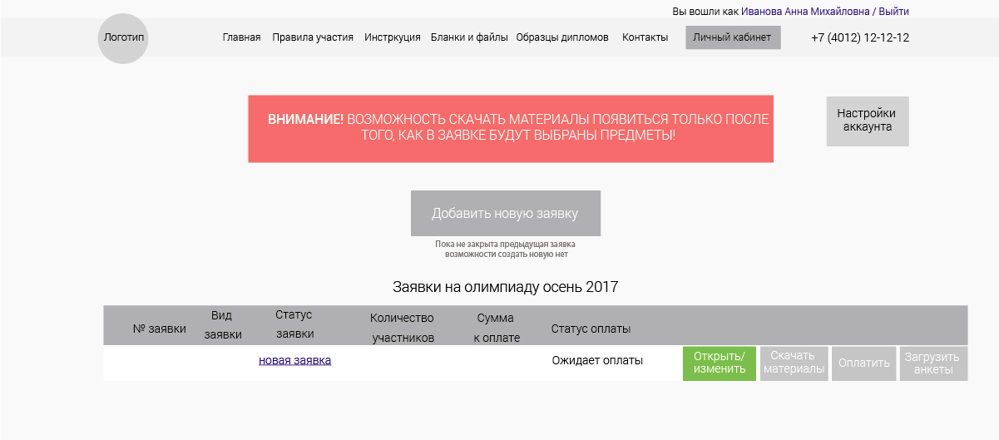 Вы вошли как Иванова Анна Михайловна / Выйти
Логотип
Главная Правила участия Инстркуция Бланки и файлы Образцы дипломов Контакты Личный кабинет +7 (4012) 12-12-12
ВНИМАНИЕ! ВОЗМОЖНОСТЬ СКАЧАТЬ МАТЕРИАЛЫ ПОЯВИТЬСЯ ТОЛЬКО ПОСЛЕ
ТОГО, КАК В ЗАЯВКЕ БУДУТ ВЫБРАНЫ ПРЕДМЕТЫ!
Настройки
аккаунта
Добавить новую заявку
Пока не закрыта предыдущая заявка
возможности создать новую нет
Заявки на олимпиаду осень 2017
№ заявки
Вид
заявки
Статус
заявки
Количество
участников
Сумма
к оплате
Статус оплаты
новая заявка
Ожидает оплаты
Открыть/
изменить
Скачать
материалы
Оплатить
Загрузить
анкеты